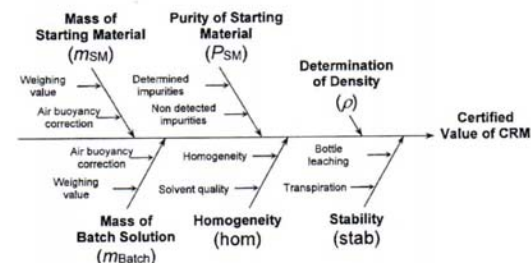 Mass of
Starting Material
(mSM)
Purity of Starting
Material
(PSM)
Weighing
value
Air buoyancy
correction
Determined
impurities
Non detected
impurities
Determination
of Density
(ρ)
Certified
Value of CRM
Air buoyancy
correction
Weighing
value
Homogeneity
Solvent quality
Bottle
leaching
Transpiration
Mass of
Batch Solution
(mBatch)
Homogeneity
(hom)
Stability
(stab)